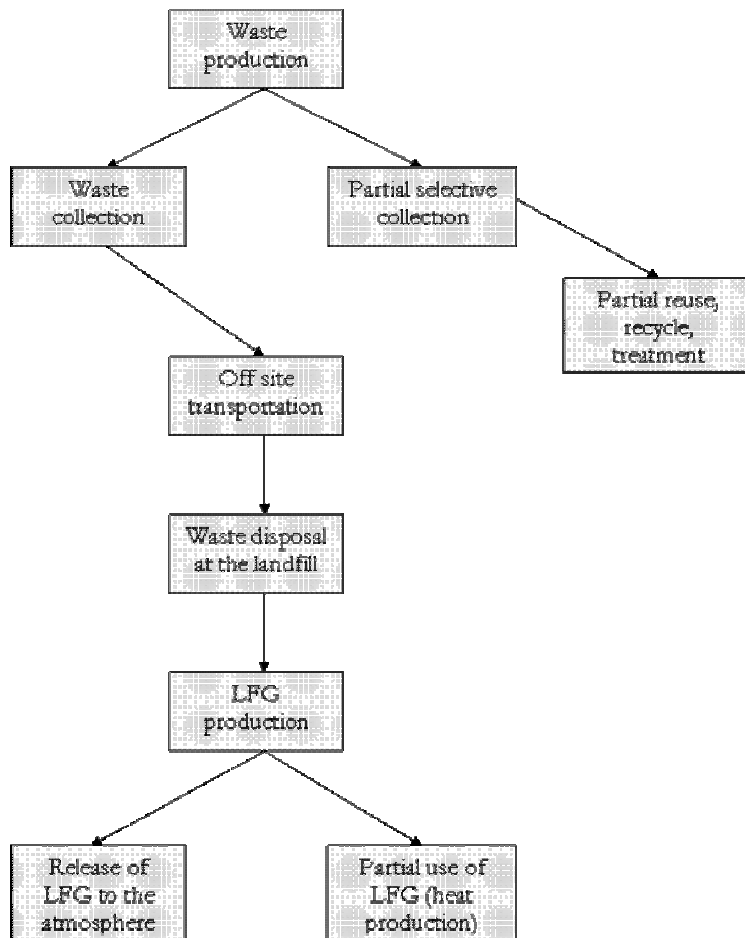 Waste
production
Waste
collection
Partial selective
collection
Partial reuse,
recycle,
treatment
Off site
transportation
Waste disposal
at the landfill
LFG
production
Release of
LFG to the
atmosphere
Partial use of
LFG (heat
production)